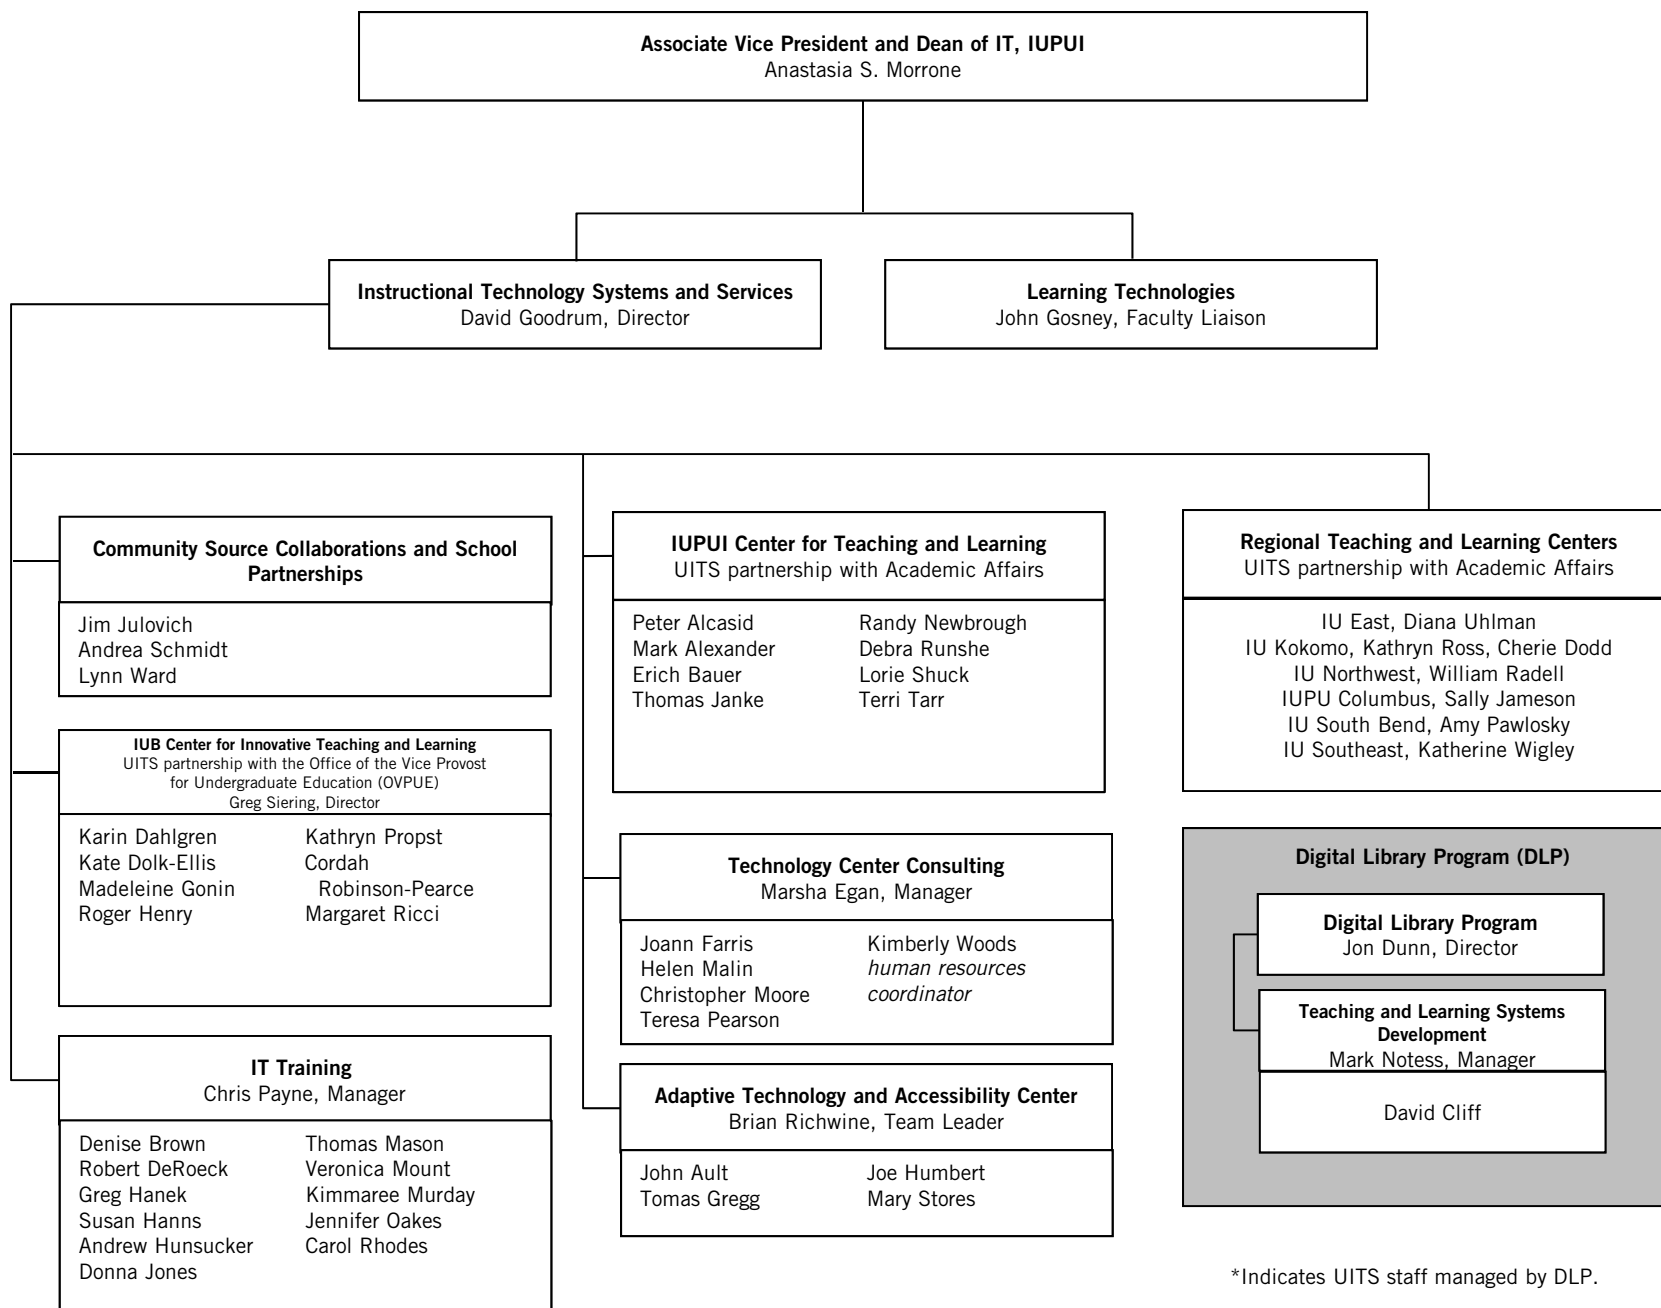 Associate Vice President and Dean of IT, IUPUI
Anastasia S. Morrone
Instructional Technology Systems and Services
David Goodrum, Director
Learning Technologies
John Gosney, Faculty Liaison
Community Source Collaborations and School
Partnerships
Jim Julovich
Andrea Schmidt
Lynn Ward
IUB Center for Innovative Teaching and Learning
UITS partnership with the Office of the Vice Provost
for Undergraduate Education (OVPUE)
Greg Siering, Director
Karin Dahlgren
Kate Dolk-Ellis
Madeleine Gonin
Roger Henry
Kathryn Propst
Cordah
Robinson-Pearce
Margaret Ricci
IT Training
Chris Payne, Manager
Denise Brown
Robert DeRoeck
Greg Hanek
Susan Hanns
Andrew Hunsucker
Donna Jones
Thomas Mason
Veronica Mount
Kimmaree Murday
Jennifer Oakes
Carol Rhodes
IUPUI Center for Teaching and Learning
UITS partnership with Academic Affairs
Peter Alcasid
Mark Alexander
Erich Bauer
Thomas Janke
Randy Newbrough
Debra Runshe
Lorie Shuck
Terri Tarr
Technology Center Consulting
Marsha Egan, Manager
Joann Farris
Helen Malin
Christopher Moore
Teresa Pearson
Kimberly Woods
human resources
coordinator
Adaptive Technology and Accessibility Center
Brian Richwine, Team Leader
John Ault
Tomas Gregg
Joe Humbert
Mary Stores
Regional Teaching and Learning Centers
UITS partnership with Academic Affairs
IU East, Diana Uhlman
IU Kokomo, Kathryn Ross, Cherie Dodd
IU Northwest, William Radell
IUPU Columbus, Sally Jameson
IU South Bend, Amy Pawlosky
IU Southeast, Katherine Wigley
Digital Library Program (DLP)
Digital Library Program
Jon Dunn, Director
Teaching and Learning Systems
Development
Mark Notess, Manager
David Cliff
*Indicates UITS staff managed by DLP.